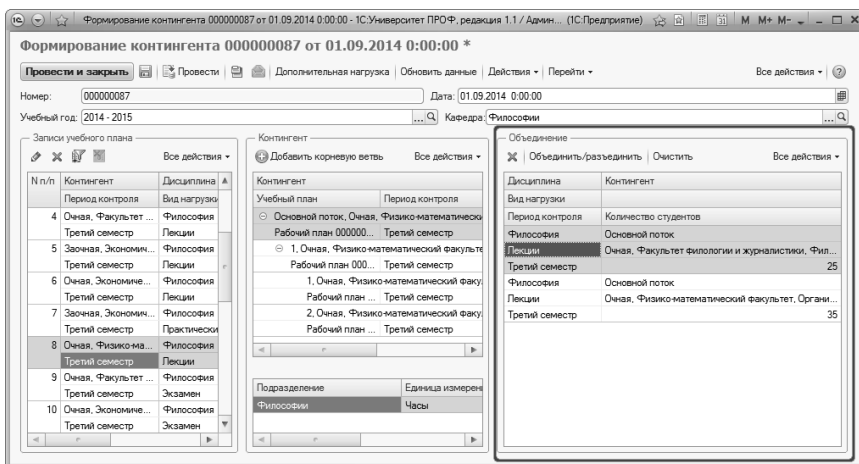 Формирование контингента 000000087 от 01.09.2014 0:00:00 - 1С:Университет ПРОФ, редакция 1.1 / Админ... (1С:Предприятие) M M+ M-
Формирование контингента 000000087 от 01.09.2014 0:00:00 *
Провести и закрыть Провести Дополнительная нагрузка Обновить данные Действия Перейти Все действия
Номер: 000000087 Дата: 01.09.2014 0:00:00
Учебный год: 2014 - 2015 ... Кафедра: Философии ...
Записи учебного плана
Все действия
N п/п Контингент Дисциплина
Период контроля Вид нагрузки
4 Очная, Факультет ... Философия
Третий семестр Лекции
5 Заочная, Экономич... Философия
Третий семестр Лекции
6 Очная, Экономиче... Философия
Третий семестр Лекции
7 Заочная, Экономич... Философия
Третий семестр Практически
8 Очная, Физико-ма... Философия
Третий семестр Лекции
9 Очная, Факультет ... Философия
Третий семестр Экзамен
10 Очная, Экономиче... Философия
Третий семестр Экзамен
Контингент
Добавить корневую ветвь Все действия
Контингент
Учебный план Период контроля
Основной поток, Очная, Физико-математически
Рабочий план 000000... Третий семестр
1, Очная, Физико-математический факульте
Рабочий план 000... Третий семестр
1, Очная, Физико-математический факу
Рабочий план ... Третий семестр
2, Очная, Физико-математический факу
Рабочий план ... Третий семестр
Подразделение Единица измерен
Философии Часы
Объединение
Объединить/разъединить Очистить Все действия
Дисциплина Контингент
Вид нагрузки
Период контроля Количество студентов
Философия Основной поток
Лекции Очная, Факультет филологии и журналистики, Фил...
Третий семестр 25
Философия Основной поток
Лекции Очная, Физико-математический факультет, Органи...
Третий семестр 35